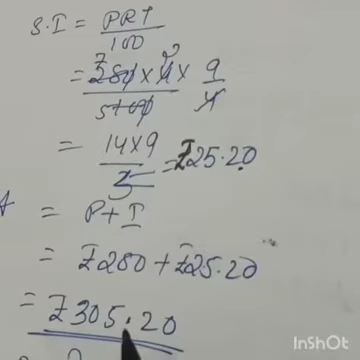 S.I = PRT/100
= ₹280 × 4 × 9/4
5100
= 14×9/5 = ₹25.20
A = P+I
= ₹280 + ₹25.20
= ₹305.20
InShOt